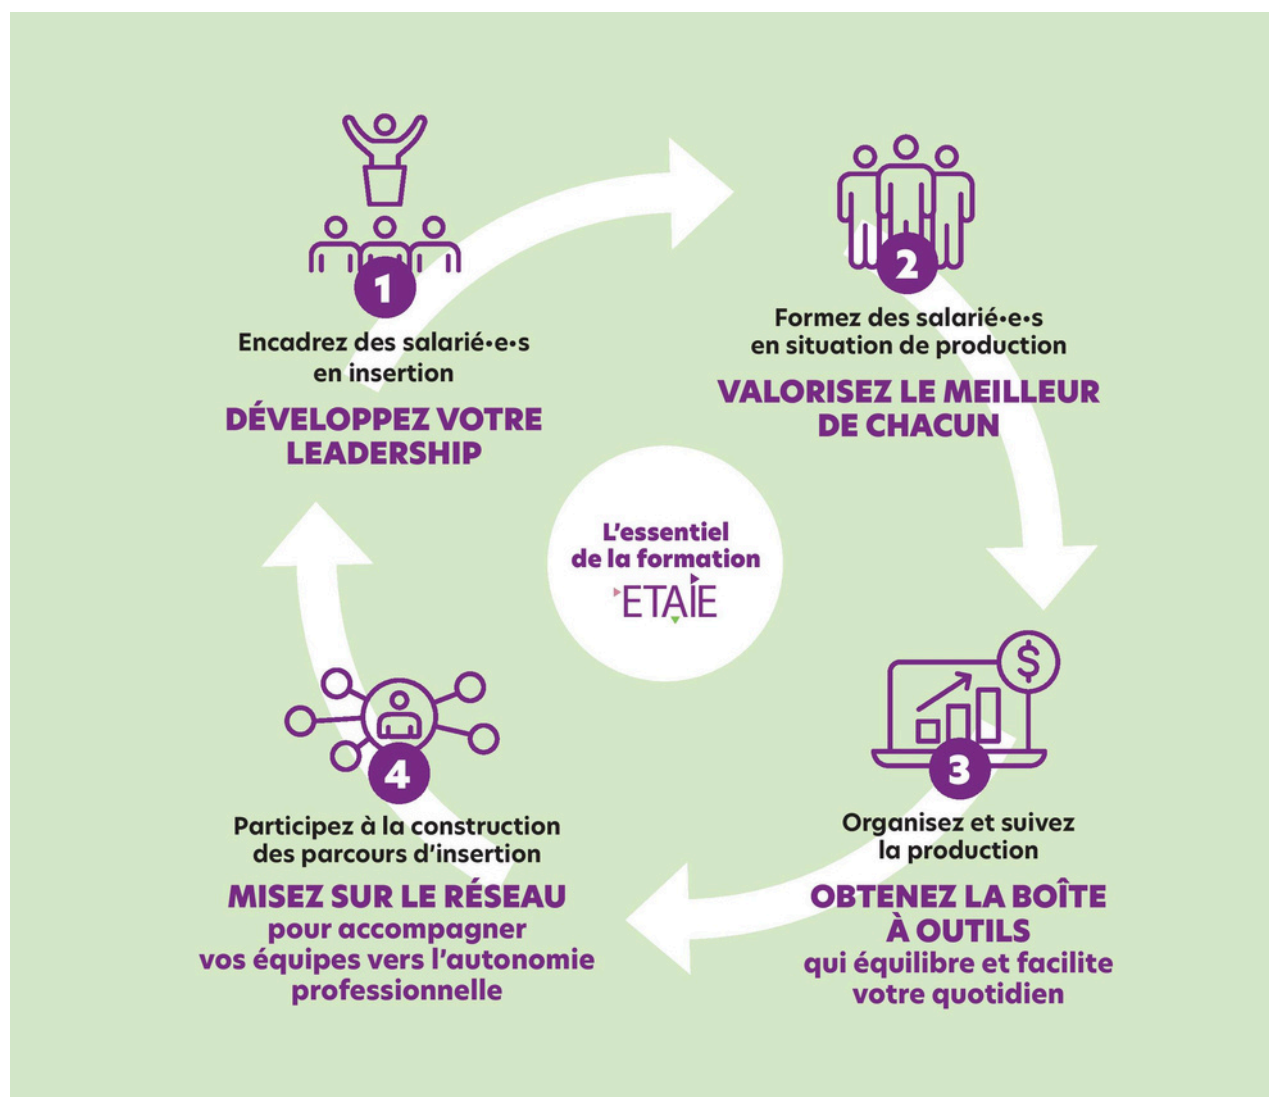 1
Encadrez des salarié·e·s
en insertion
DÉVELOPPEZ VOTRE
LEADERSHIP
2
Formez des salarié·e·s
en situation de production
VALORISEZ LE MEILLEUR
DE CHACUN
L'essentiel
de la formation
ETAIE
$
3
Organisez et suivez
la production
OBTENEZ LA BOÎTE
À OUTILS
qui équilibre et facilite
votre quotidien
4
Participez à la construction
des parcours d'insertion
MISEZ SUR LE RÉSEAU
pour accompagner
vos équipes vers l'autonomie
professionnelle